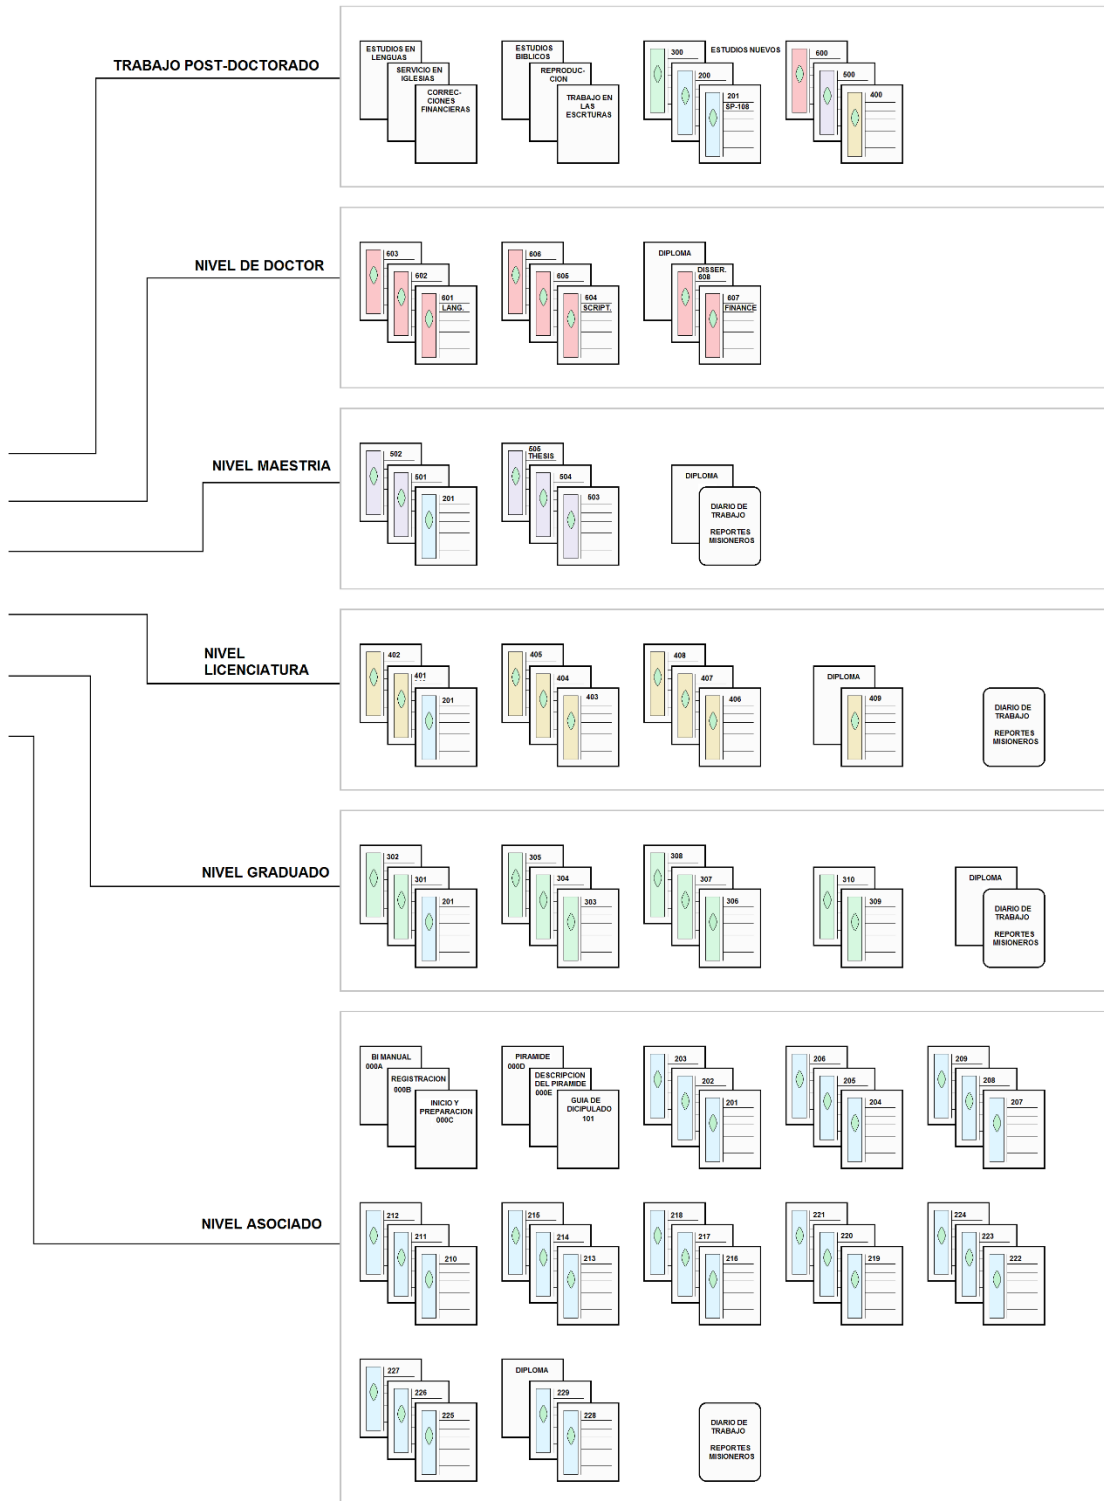 TRABAJO POST-DOCTORADO
ESTUDIOS EN
LENGUAS
SERVICIO EN
IGLESIAS
CORREC-
CIONES
FINANCIERAS
ESTUDIOS
BIBLICOS
REPRODUC-
CION
TRABAJO EN
LAS
ESCRTURAS
300
200
201
SP-108
ESTUDIOS NUEVOS
600
500
400
NIVEL DE DOCTOR
603
602
601
LANG.
606
605
604
SCRIPT.
DIPLOMA
DISSER.
608
607
FINANCE
NIVEL MAESTRIA
502
501
201
505
THESIS
504
503
DIPLOMA
DIARIO DE
TRABAJO
REPORTES
MISIONEROS
NIVEL
LICENCIATURA
402
401
201
405
404
403
408
407
406
DIPLOMA
409
DIARIO DE
TRABAJO
REPORTES
MISIONEROS
NIVEL GRADUADO
302
301
201
305
304
303
308
307
306
310
309
DIPLOMA
DIARIO DE
TRABAJO
REPORTES
MISIONEROS
NIVEL ASOCIADO
BI MANUAL
000A
REGISTRACION
000B
INICIO Y
PREPARACION
000C
PIRAMIDE
000D
DESCRIPCION
DEL PIRAMIDE
000E
GUIA DE
DICIPULADO
101
203
202
201
206
205
204
209
208
207
212
211
210
215
214
213
218
217
216
221
220
219
224
223
222
227
226
225
DIPLOMA
229
228
DIARIO DE
TRABAJO
REPORTES
MISIONEROS